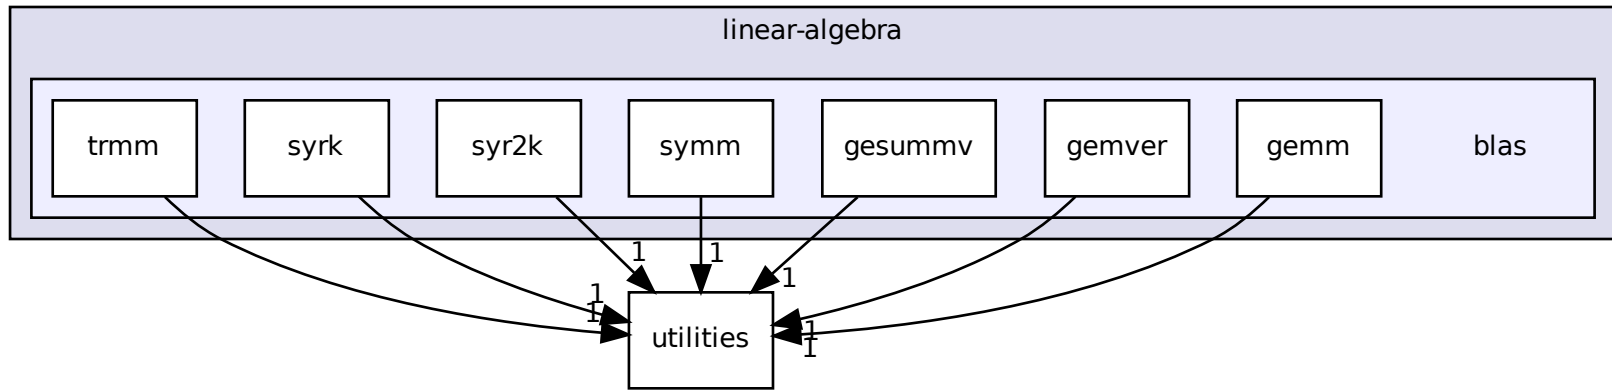 linear-algebra
trmm
syrk
syr2k
symm
gesummv
gemver
gemm
blas
1
1
1
1
1
1
1
utilities